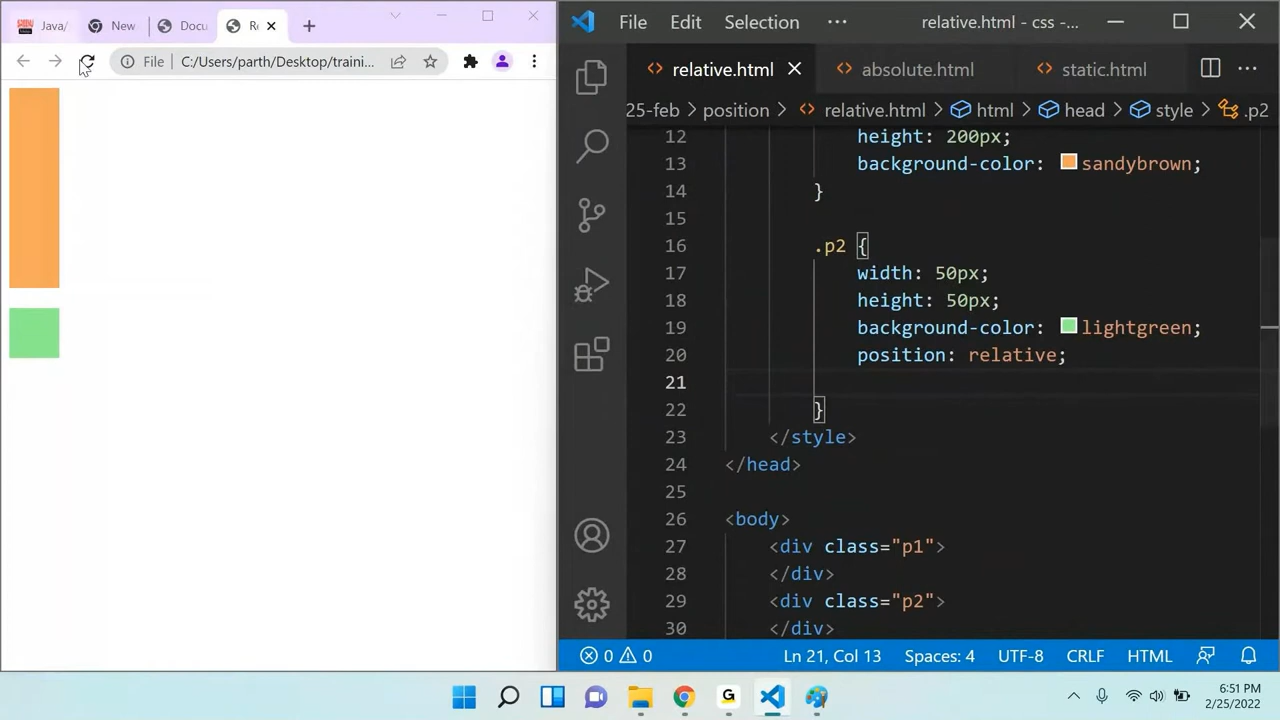 Java/
New
Docu
Re
File
C:/Users/parth/Desktop/traini...
File Edit Selection ··· relative.html - css -...
relative.html
absolute.html
static.html
25-feb > position > relative.html > html > head > style > .p2
12 height: 200px;
13 background-color: sandybrown;
14 }
15
16 .p2 {
17 width: 50px;
18 height: 50px;
19 background-color: lightgreen;
20 position: relative;
21
22 }
23 </style>
24 </head>
25
26 <body>
27 <div class="p1">
28 </div>
29 <div class="p2">
30 </div>
0 0 Ln 21, Col 13 Spaces: 4 UTF-8 CRLF HTML
G
6:51 PM
2/25/2022